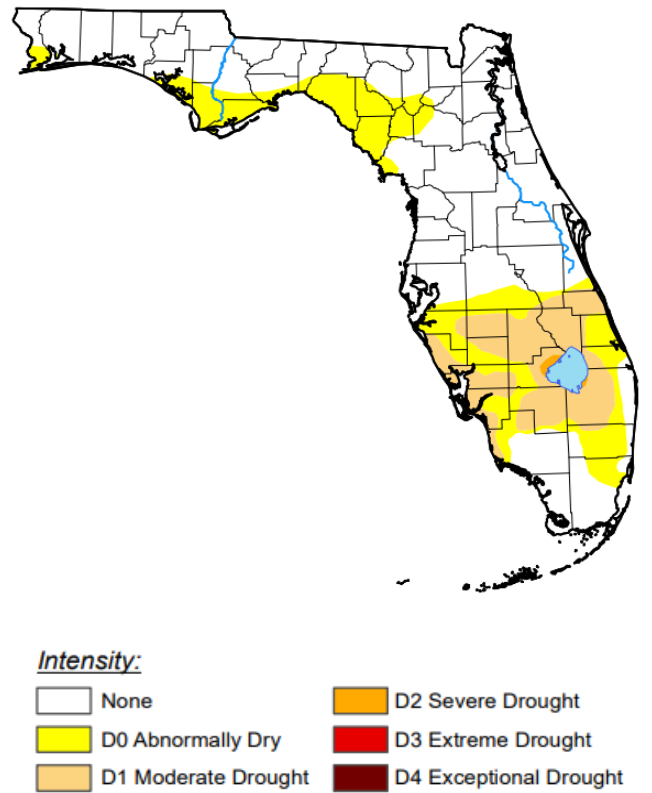 Intensity:
None
D0 Abnormally Dry
D1 Moderate Drought
D2 Severe Drought
D3 Extreme Drought
D4 Exceptional Drought